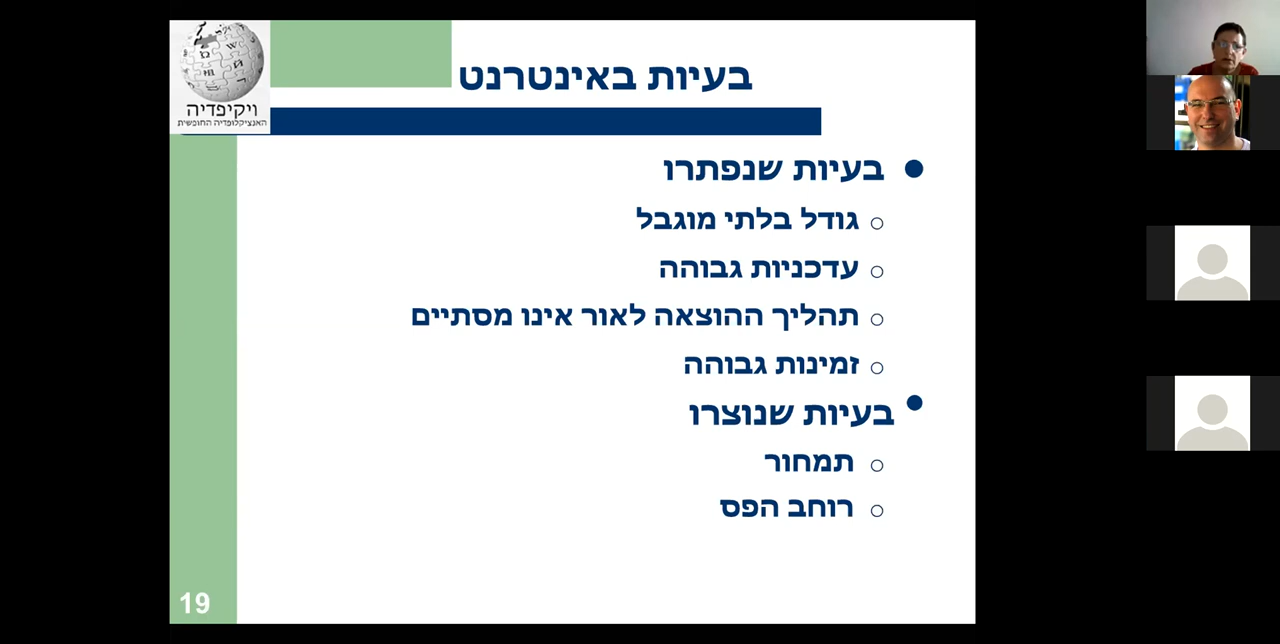 ויקיפדיה
האנציקלופדיה החופשית
בעיות באינטרנט
בעיות שנפתרו
גודל בלתי מוגבל
עדכניות גבוהה
תהליך ההוצאה לאור אינו מסתיים
זמינות גבוהה
בעיות שנוצרו
תמחור
רוחב הפס
19